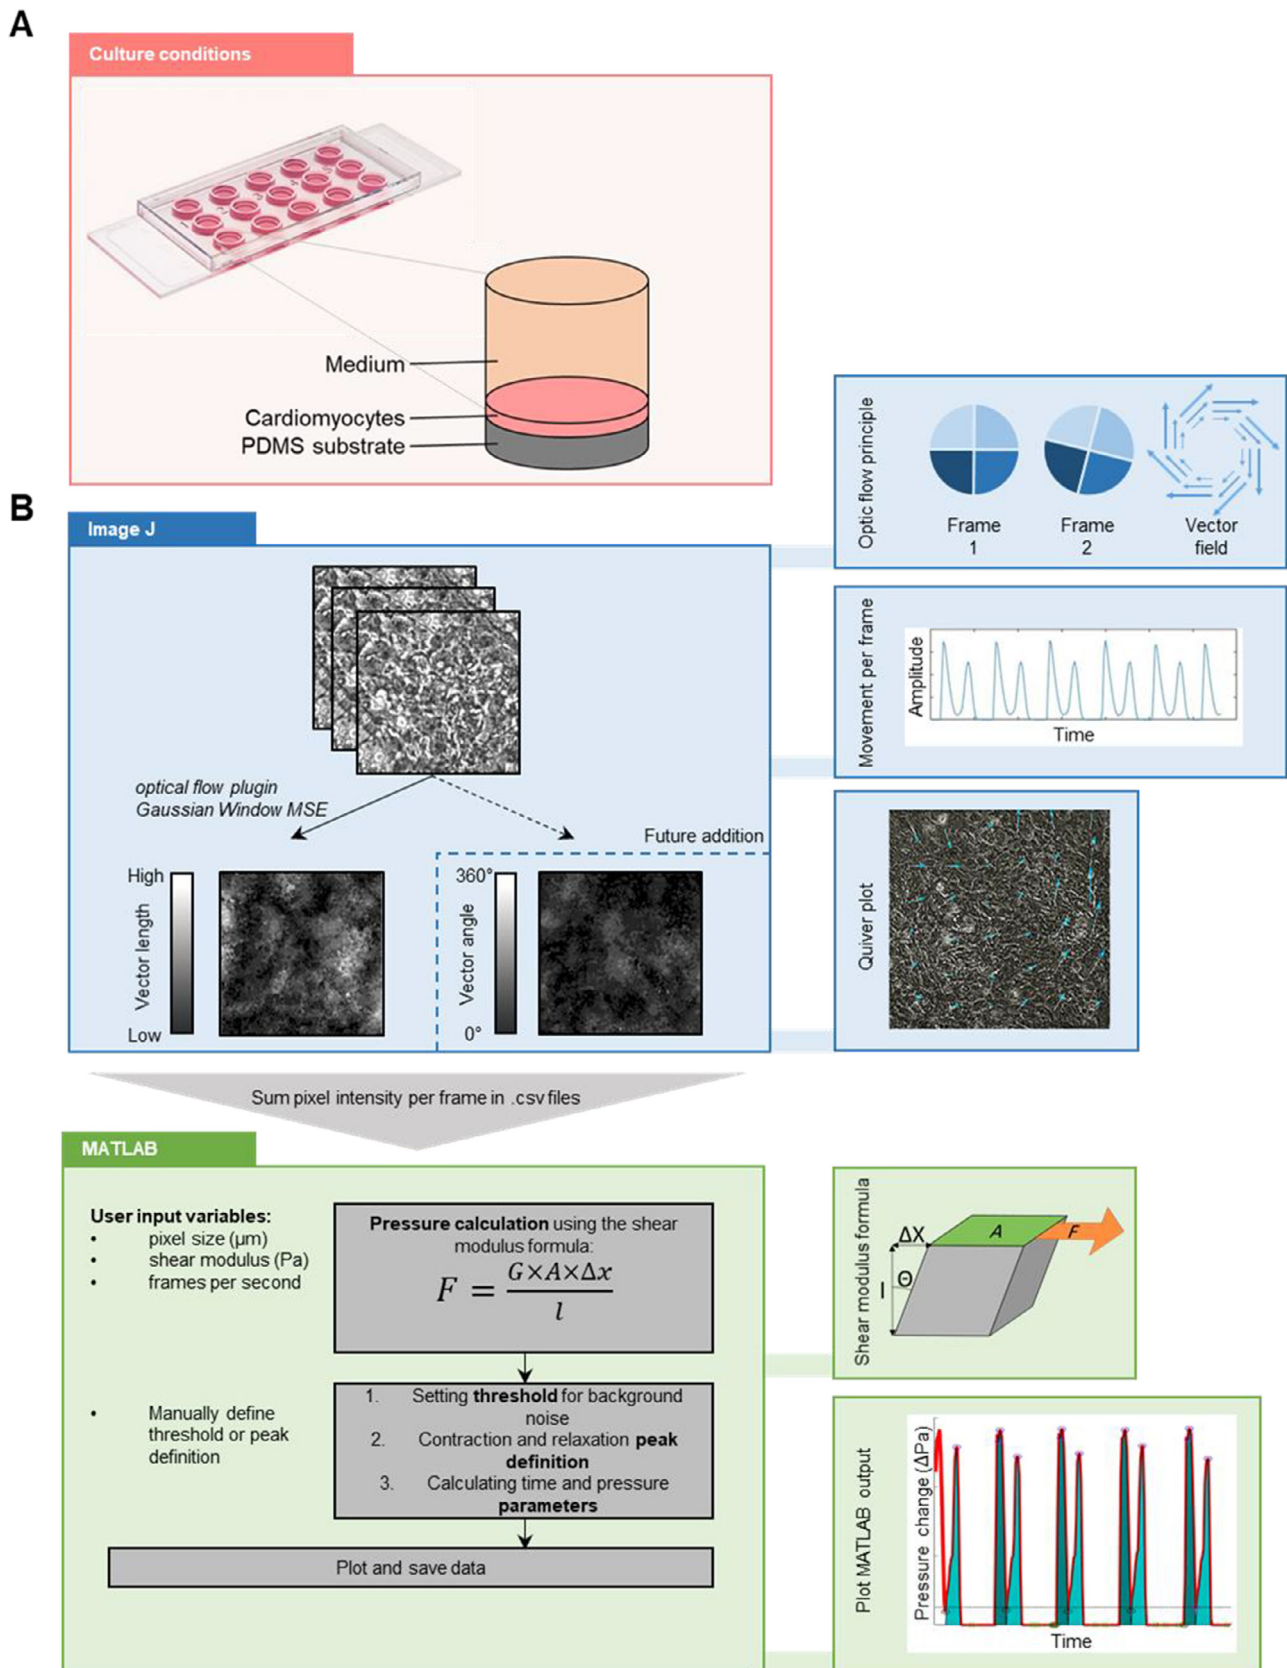 A
Culture conditions
Medium
Cardiomyocytes
PDMS substrate
B
Image J
optical flow plugin
Gaussian Window MSE
Future addition
High
Vector length
Low
360°
Vector angle
0°
Optic flow principle
Frame
1
Frame
2
Vector
field
Movement per frame
Amplitude
Time
Quiver plot
Sum pixel intensity per frame in .csv files
MATLAB
User input variables:
• pixel size (µm)
• shear modulus (Pa)
• frames per second
Pressure calculation using the shear
modulus formula:
F = G×A×Δx / l
• Manually define
threshold or peak
definition
1. Setting threshold for background
noise
2. Contraction and relaxation peak
definition
3. Calculating time and pressure
parameters
Plot and save data
Shear modulus formula
ΔX
A
F
Θ
l
Plot MATLAB output
Pressure change (ΔPa)
Time